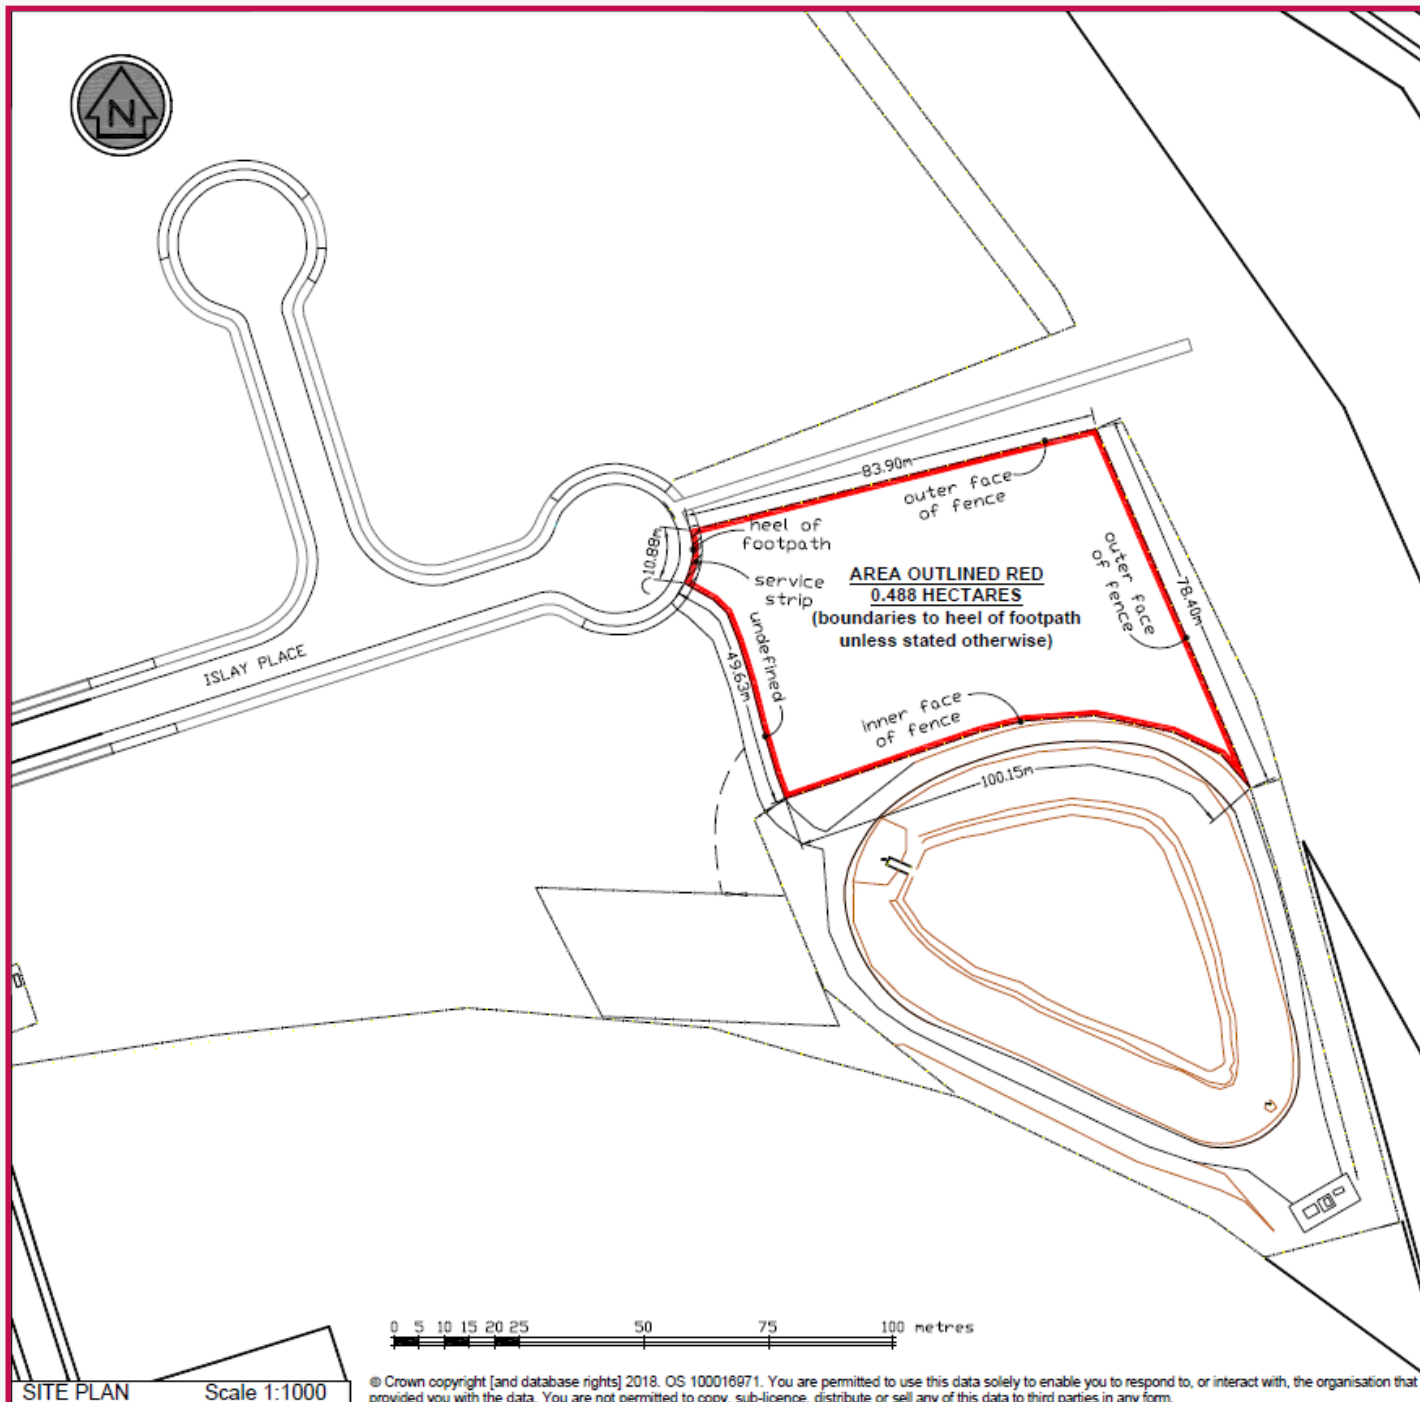 N
83.90m
outer face
of fence
heel of
footpath
10.88m
service
strip
AREA OUTLINED RED
0.488 HECTARES
(boundaries to heel of footpath
unless stated otherwise)
outer face
of fence
78.40m
undefined
49.63m
ISLAY PLACE
inner face
of fence
100.15m
0 5 10 15 20 25 50 75 100 metres
SITE PLAN Scale 1:1000
© Crown copyright [and database rights] 2018. OS 100016971. You are permitted to use this data solely to enable you to respond to, or interact with, the organisation that
provided you with the data. You are not permitted to copy, sub-licence, distribute or sell any of this data to third parties in any form.